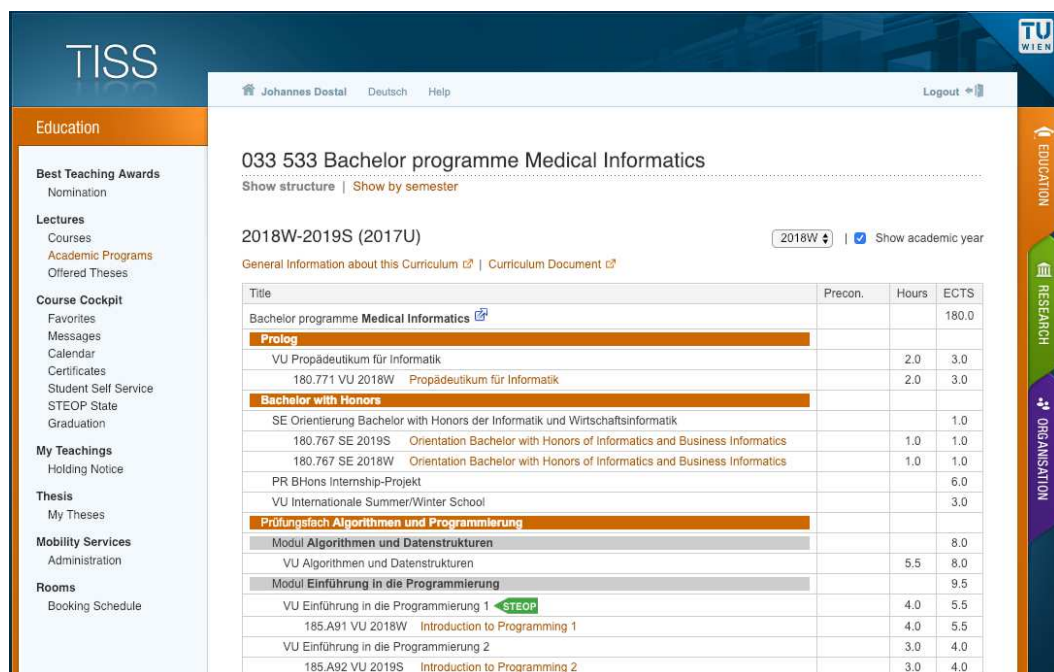 TISS
TU
WIEN
Johannes Dostal Deutsch Help Logout
Education
Best Teaching Awards
Nomination
Lectures
Courses
Academic Programs
Offered Theses
Course Cockpit
Favorites
Messages
Calendar
Certificates
Student Self Service
STEOP State
Graduation
My Teachings
Holding Notice
Thesis
My Theses
Mobility Services
Administration
Rooms
Booking Schedule
033 533 Bachelor programme Medical Informatics
Show structure | Show by semester
2018W-2019S (2017U) 2018W | Show academic year
General Information about this Curriculum | Curriculum Document
Title Precon. Hours ECTS
Bachelor programme Medical Informatics 180.0
Prolog
VU Propädeutikum für Informatik 2.0 3.0
180.771 VU 2018W Propädeutikum für Informatik 2.0 3.0
Bachelor with Honors
SE Orientierung Bachelor with Honors der Informatik und Wirtschaftsinformatik 1.0
180.767 SE 2019S Orientation Bachelor with Honors of Informatics and Business Informatics 1.0 1.0
180.767 SE 2018W Orientation Bachelor with Honors of Informatics and Business Informatics 1.0 1.0
PR BHons Internship-Projekt 6.0
VU Internationale Summer/Winter School 3.0
Prüfungsfach Algorithmen und Programmierung
Modul Algorithmen und Datenstrukturen 8.0
VU Algorithmen und Datenstrukturen 5.5 8.0
Modul Einführung in die Programmierung 9.5
VU Einführung in die Programmierung 1 STEOP 4.0 5.5
185.A91 VU 2018W Introduction to Programming 1 4.0 5.5
VU Einführung in die Programmierung 2 3.0 4.0
185.A92 VU 2019S Introduction to Programming 2 3.0 4.0
EDUCATION
RESEARCH
ORGANISATION